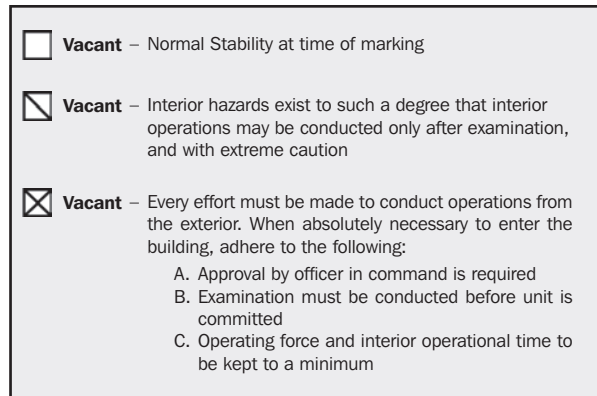 Vacant – Normal Stability at time of marking
Vacant – Interior hazards exist to such a degree that interior
operations may be conducted only after examination,
and with extreme caution
Vacant – Every effort must be made to conduct operations from
the exterior. When absolutely necessary to enter the
building, adhere to the following:
A. Approval by officer in command is required
B. Examination must be conducted before unit is
committed
C. Operating force and interior operational time to
be kept to a minimum